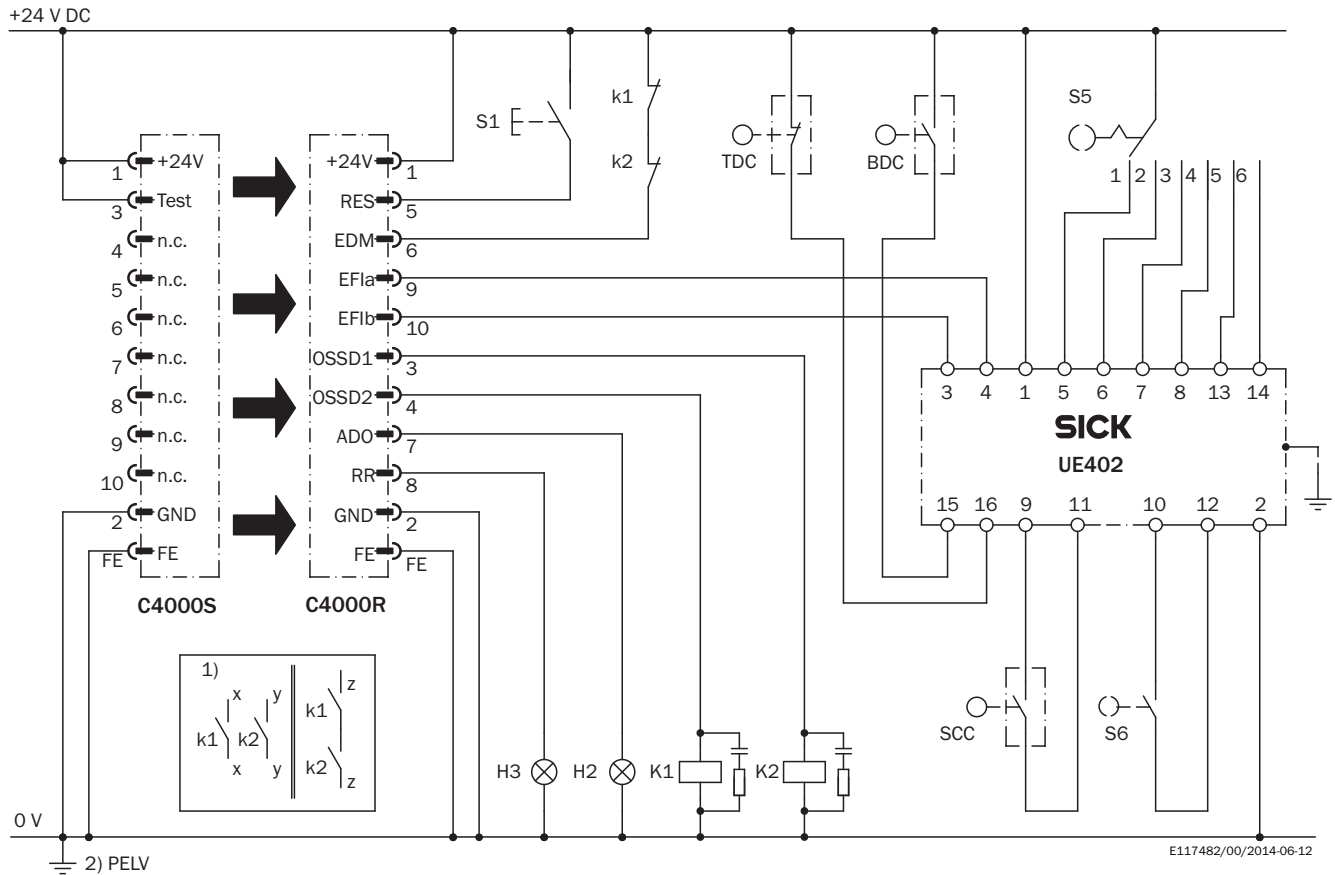 +24 V DC
S1
k1
k2
TDC
BDC
S5
1 2 3 4 5 6
1 +24V
3 Test
4 n.c.
5 n.c.
6 n.c.
7 n.c.
8 n.c.
9 n.c.
10 n.c.
2 GND
FE FE
C4000S
+24V 1
RES 5
EDM 6
EFIa 9
EFIb 10
OSSD1 3
OSSD2 4
ADO 7
RR 8
GND 2
FE FE
C4000R
3 4 1 5 6 7 8 13 14
SICK
UE402
15 16 9 11 10 12 2
1)
x y z
k1 k2 k1
x y k2 z
H3
H2
K1
K2
SCC
S6
0 V
2) PELV
E117482/00/2014-06-12